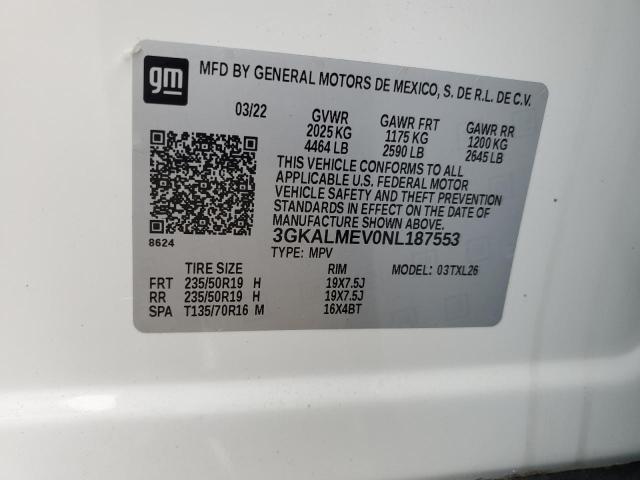 gm
MFD BY GENERAL MOTORS DE MEXICO, S. DE R.L. DE C.V.
03/22 GVWR GAWR FRT GAWR RR
2025 KG 1175 KG 1200 KG
4464 LB 2590 LB 2645 LB
THIS VEHICLE CONFORMS TO ALL
APPLICABLE U.S. FEDERAL MOTOR
VEHICLE SAFETY AND THEFT PREVENTION
STANDARDS IN EFFECT ON THE DATE OF
MANUFACTURE SHOWN ABOVE.
8624 3GKALMEV0NL187553
TYPE: MPV
TIRE SIZE RIM MODEL: 03TXL26
FRT 235/50R19 H 19X7.5J
RR 235/50R19 H 19X7.5J
SPA T135/70R16 M 16X4BT